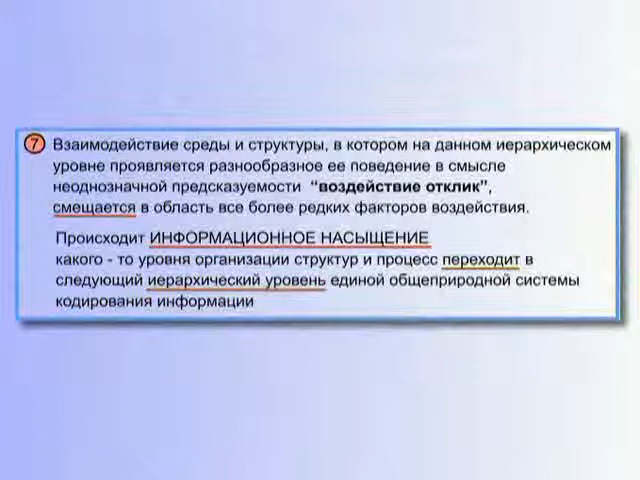 7 Взаимодействие среды и структуры, в котором на данном иерархическом
уровне проявляется разнообразное ее поведение в смысле
неоднозначной предсказуемости “воздействие отклик”,
смещается в область все более редких факторов воздействия.
Происходит ИНФОРМАЦИОННОЕ НАСЫЩЕНИЕ
какого - то уровня организации структур и процесс переходит в
следующий иерархический уровень единой общеприродной системы
кодирования информации